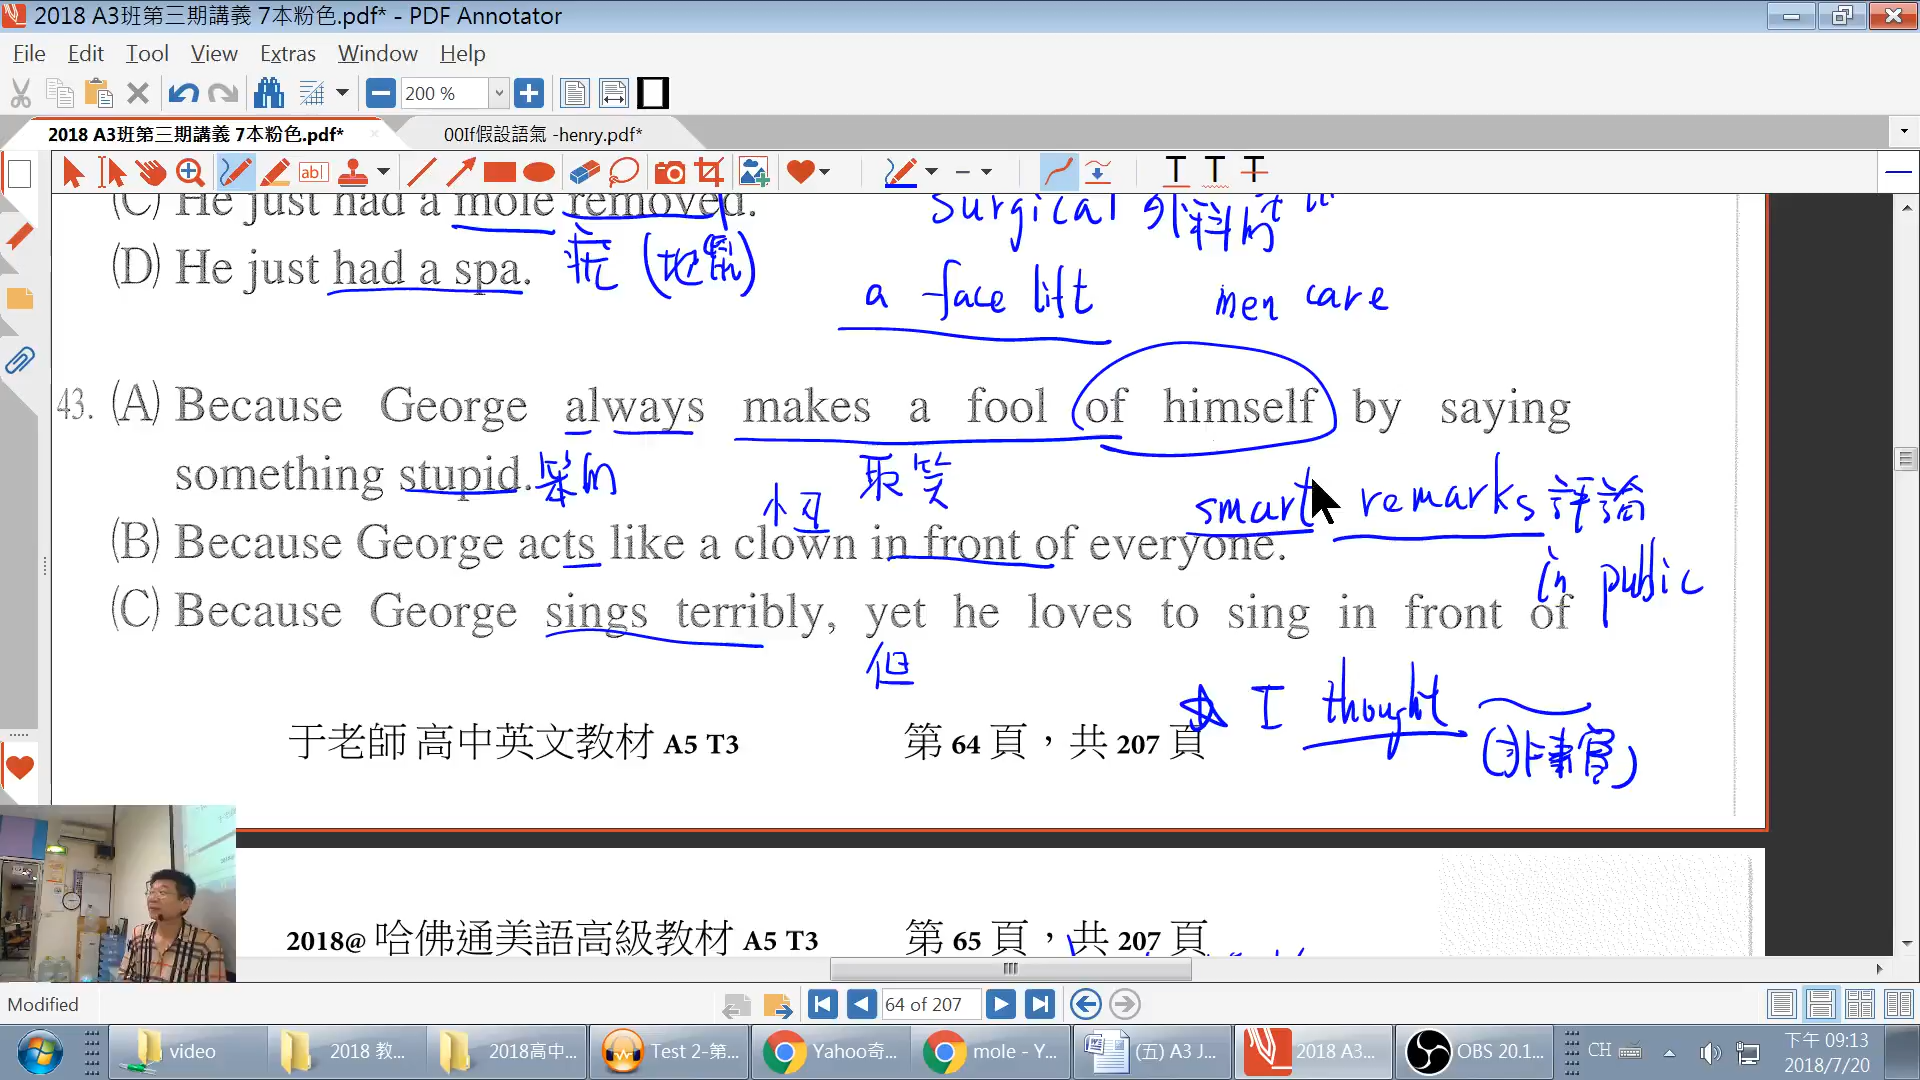 2018 A3班第三期講義 7本粉色.pdf* - PDF Annotator
File Edit Tool View Extras Window Help
200 %
2018 A3班第三期講義 7本粉色.pdf*
00If假設語氣 -henry.pdf*
(C) He just had a mole removed.
surgical 外科的
(D) He just had a spa.
痣 (地鼠)
a face lift
men care
43. (A) Because George always makes a fool of himself by saying
something stupid.
笨的
取笑
smart remarks 評論
(B) Because George acts like a clown in front of everyone.
in public
(C) Because George sings terribly, yet he loves to sing in front of
但
I thought
(非事實)
于老師 高中英文教材 A5 T3
第 64 頁，共 207 頁
2018@ 哈佛通美語高級教材 A5 T3
第 65 頁，共 207 頁
Modified
64 of 207
video
2018 教...
2018高中...
Test 2-第...
Yahoo奇...
mole - Y...
(五) A3 J...
2018 A3...
OBS 20.1...
CH
下午 09:13
2018/7/20